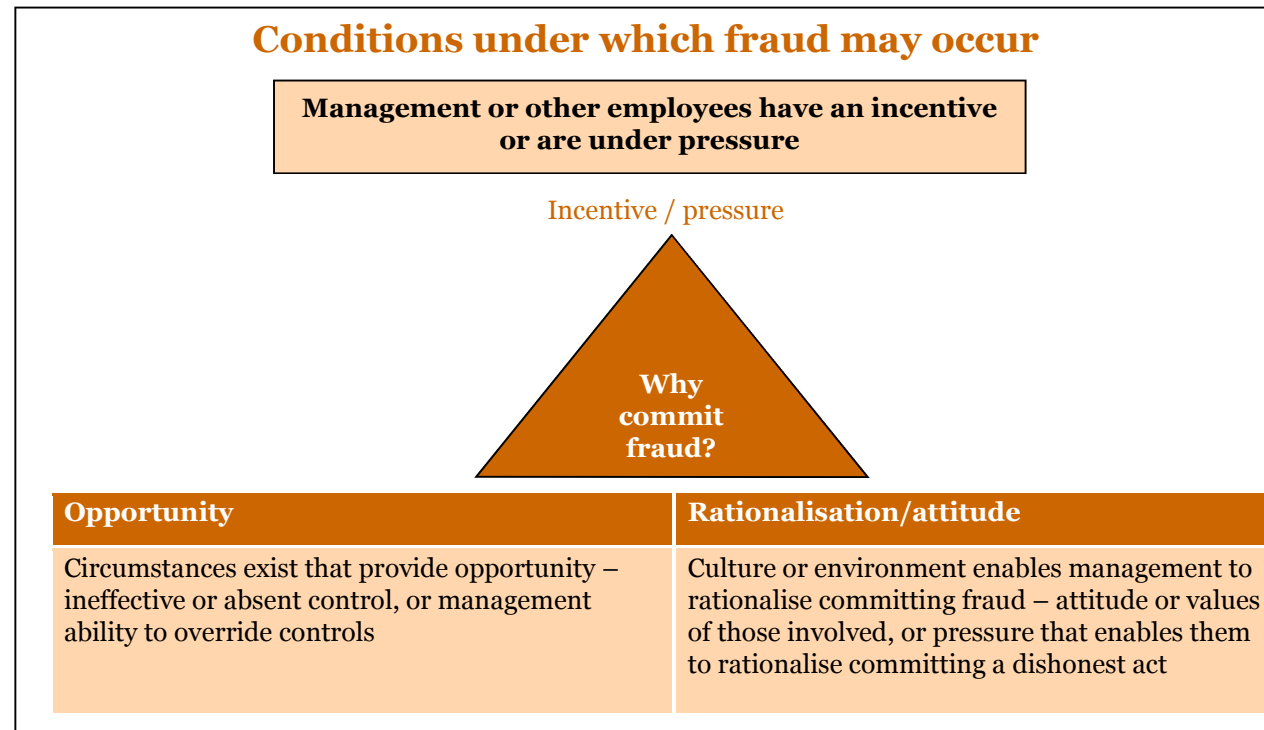 Conditions under which fraud may occur
Management or other employees have an incentive
or are under pressure
Incentive / pressure
Why
commit
fraud?
Opportunity
Circumstances exist that provide opportunity –
ineffective or absent control, or management
ability to override controls
Rationalisation/attitude
Culture or environment enables management to
rationalise committing fraud – attitude or values
of those involved, or pressure that enables them
to rationalise committing a dishonest act